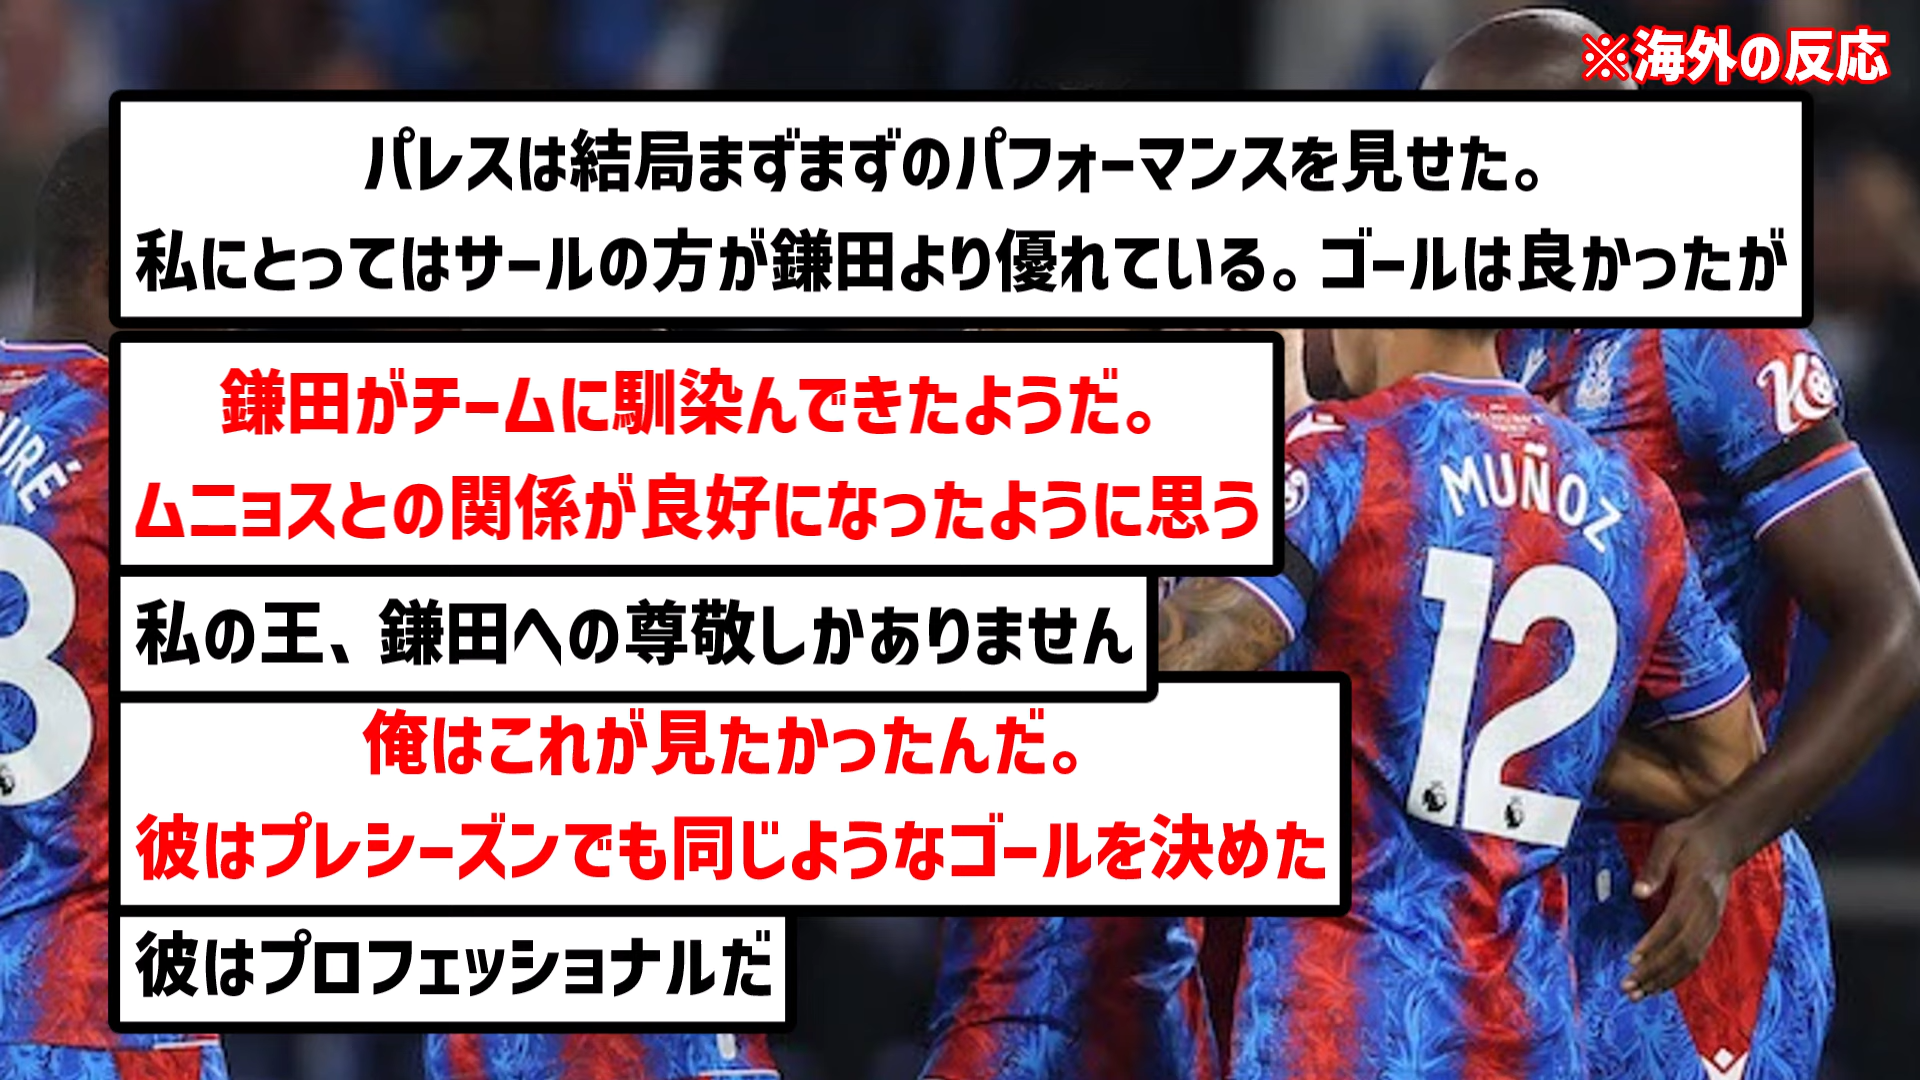 ※海外の反応
パレスは結局まずまずのパフォーマンスを見せた。
私にとってはサールの方が鎌田より優れている。ゴールは良かったが
鎌田がチームに馴染んできたようだ。
ムニョスとの関係が良好になったように思う
私の王、鎌田への尊敬しかありません
俺はこれが見たかったんだ。
彼はプレシーズンでも同じようなゴールを決めた
彼はプロフェッショナルだ
MUÑOZ
12
8